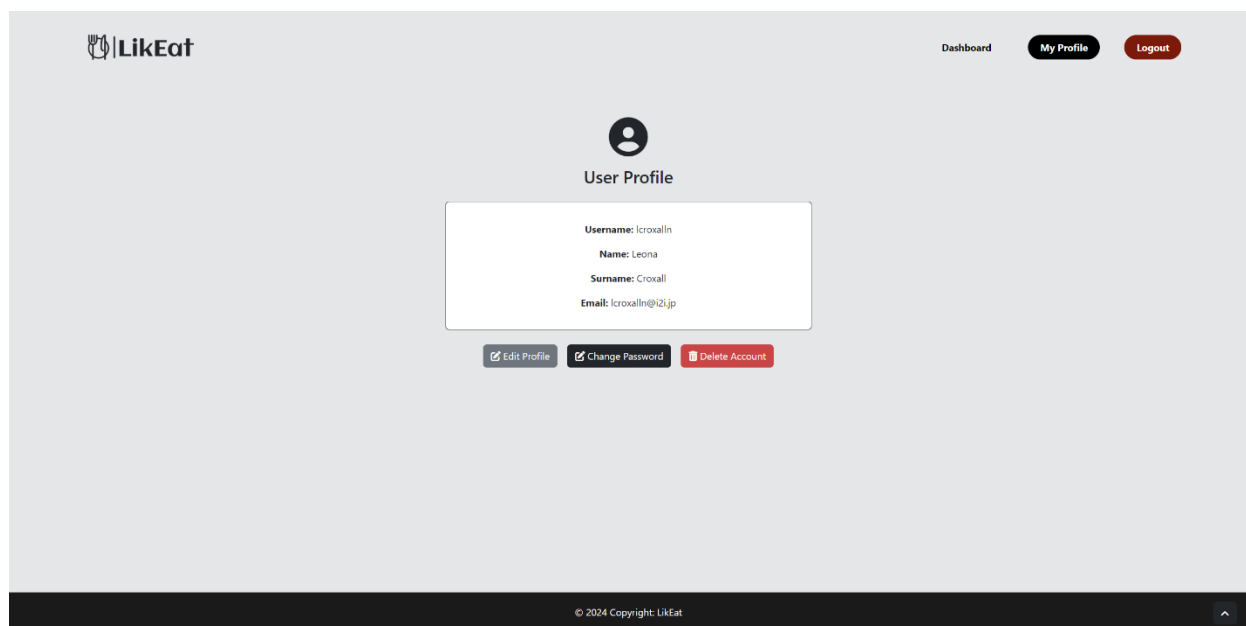 LikEat
Dashboard My Profile Logout
User Profile
Username: lcroxalln
Name: Leona
Surname: Croxall
Email: lcroxalln@i2i.jp
Edit Profile Change Password Delete Account
© 2024 Copyright: LikEat